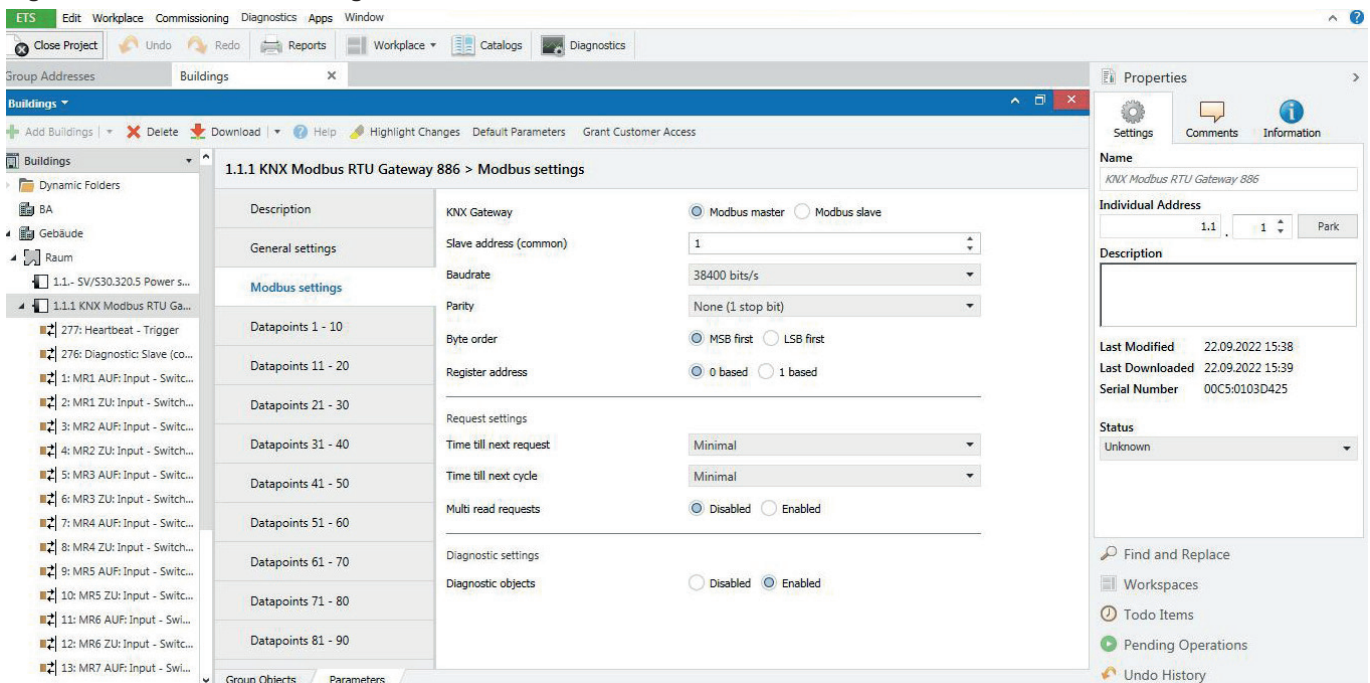 ETS Edit Workplace Commissioning Diagnostics Apps Window
Close Project Undo Redo Reports Workplace Catalogs Diagnostics
Group Addresses Buildings
Buildings
Add Buildings Delete Download Help Highlight Changes Default Parameters Grant Customer Access
Buildings
Dynamic Folders
BA
Gebäude
Raum
1.1.- SV/S30.320.5 Power s...
1.1.1 KNX Modbus RTU Ga...
277: Heartbeat - Trigger
276: Diagnostic: Slave (co...
1: MR1 AUF: Input - Switc...
2: MR1 ZU: Input - Switch...
3: MR2 AUF: Input - Switc...
4: MR2 ZU: Input - Switch...
5: MR3 AUF: Input - Switc...
6: MR3 ZU: Input - Switch...
7: MR4 AUF: Input - Switc...
8: MR4 ZU: Input - Switch...
9: MR5 AUF: Input - Switc...
10: MR5 ZU: Input - Switc...
11: MR6 AUF: Input - Swi...
12: MR6 ZU: Input - Switc...
13: MR7 AUF: Input - Swi...
1.1.1 KNX Modbus RTU Gateway 886 > Modbus settings
Description
General settings
Modbus settings
Datapoints 1 - 10
Datapoints 11 - 20
Datapoints 21 - 30
Datapoints 31 - 40
Datapoints 41 - 50
Datapoints 51 - 60
Datapoints 61 - 70
Datapoints 71 - 80
Datapoints 81 - 90
KNX Gateway Modbus master Modbus slave
Slave address (common) 1
Baudrate 38400 bits/s
Parity None (1 stop bit)
Byte order MSB first LSB first
Register address 0 based 1 based
Request settings
Time till next request Minimal
Time till next cycle Minimal
Multi read requests Disabled Enabled
Diagnostic settings
Diagnostic objects Disabled Enabled
Group Objects Parameters
Properties
Settings Comments Information
Name
KNX Modbus RTU Gateway 886
Individual Address
1.1 . 1 Park
Description
Last Modified 22.09.2022 15:38
Last Downloaded 22.09.2022 15:39
Serial Number 00C5:0103D425
Status
Unknown
Find and Replace
Workspaces
Todo Items
Pending Operations
Undo History